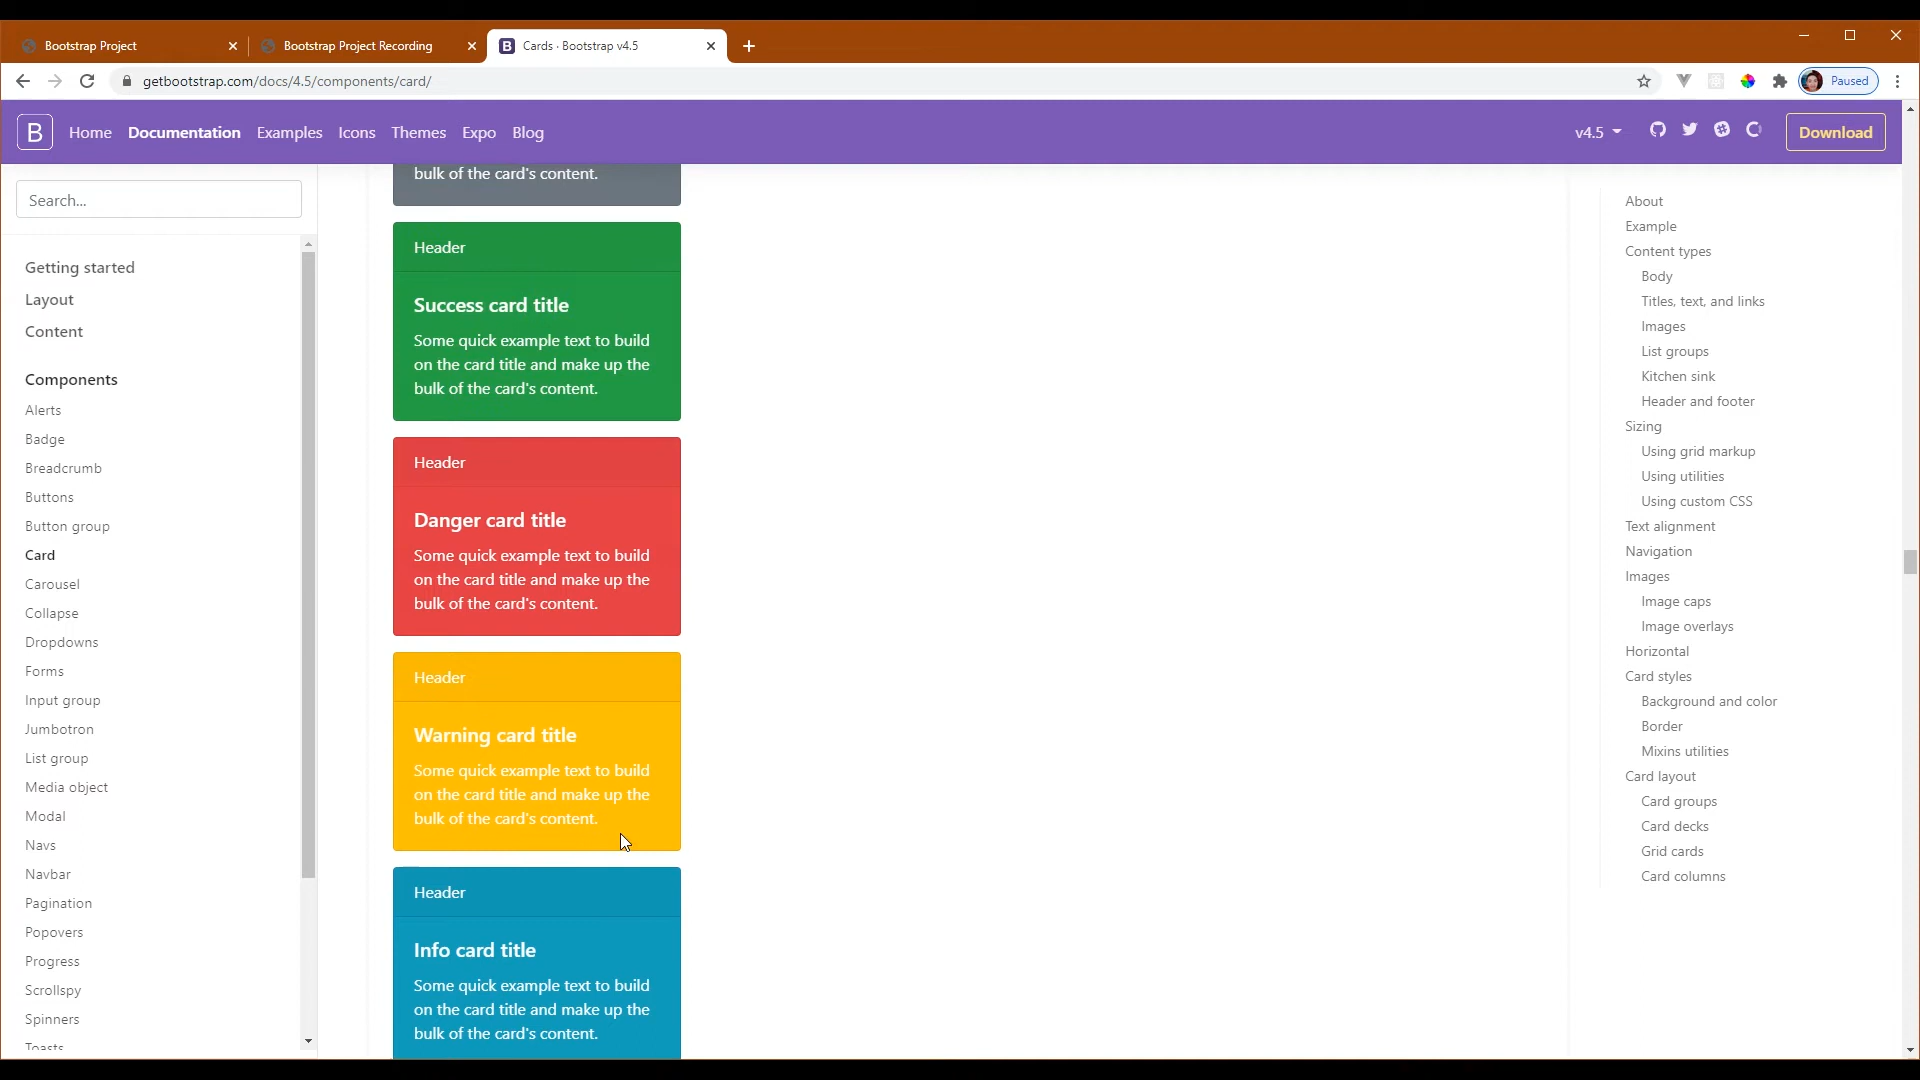 Bootstrap Project
Bootstrap Project Recording
B
Cards · Bootstrap v4.5
getbootstrap.com/docs/4.5/components/card/
Paused
B
Home
Documentation
Examples
Icons
Themes
Expo
Blog
v4.5
Download
Search...
Getting started
Layout
Content
Components
Alerts
Badge
Breadcrumb
Buttons
Button group
Card
Carousel
Collapse
Dropdowns
Forms
Input group
Jumbotron
List group
Media object
Modal
Navs
Navbar
Pagination
Popovers
Progress
Scrollspy
Spinners
Toasts
bulk of the card's content.
Header
Success card title
Some quick example text to build
on the card title and make up the
bulk of the card's content.
Header
Danger card title
Some quick example text to build
on the card title and make up the
bulk of the card's content.
Header
Warning card title
Some quick example text to build
on the card title and make up the
bulk of the card's content.
Header
Info card title
Some quick example text to build
on the card title and make up the
bulk of the card's content.
About
Example
Content types
Body
Titles, text, and links
Images
List groups
Kitchen sink
Header and footer
Sizing
Using grid markup
Using utilities
Using custom CSS
Text alignment
Navigation
Images
Image caps
Image overlays
Horizontal
Card styles
Background and color
Border
Mixins utilities
Card layout
Card groups
Card decks
Grid cards
Card columns